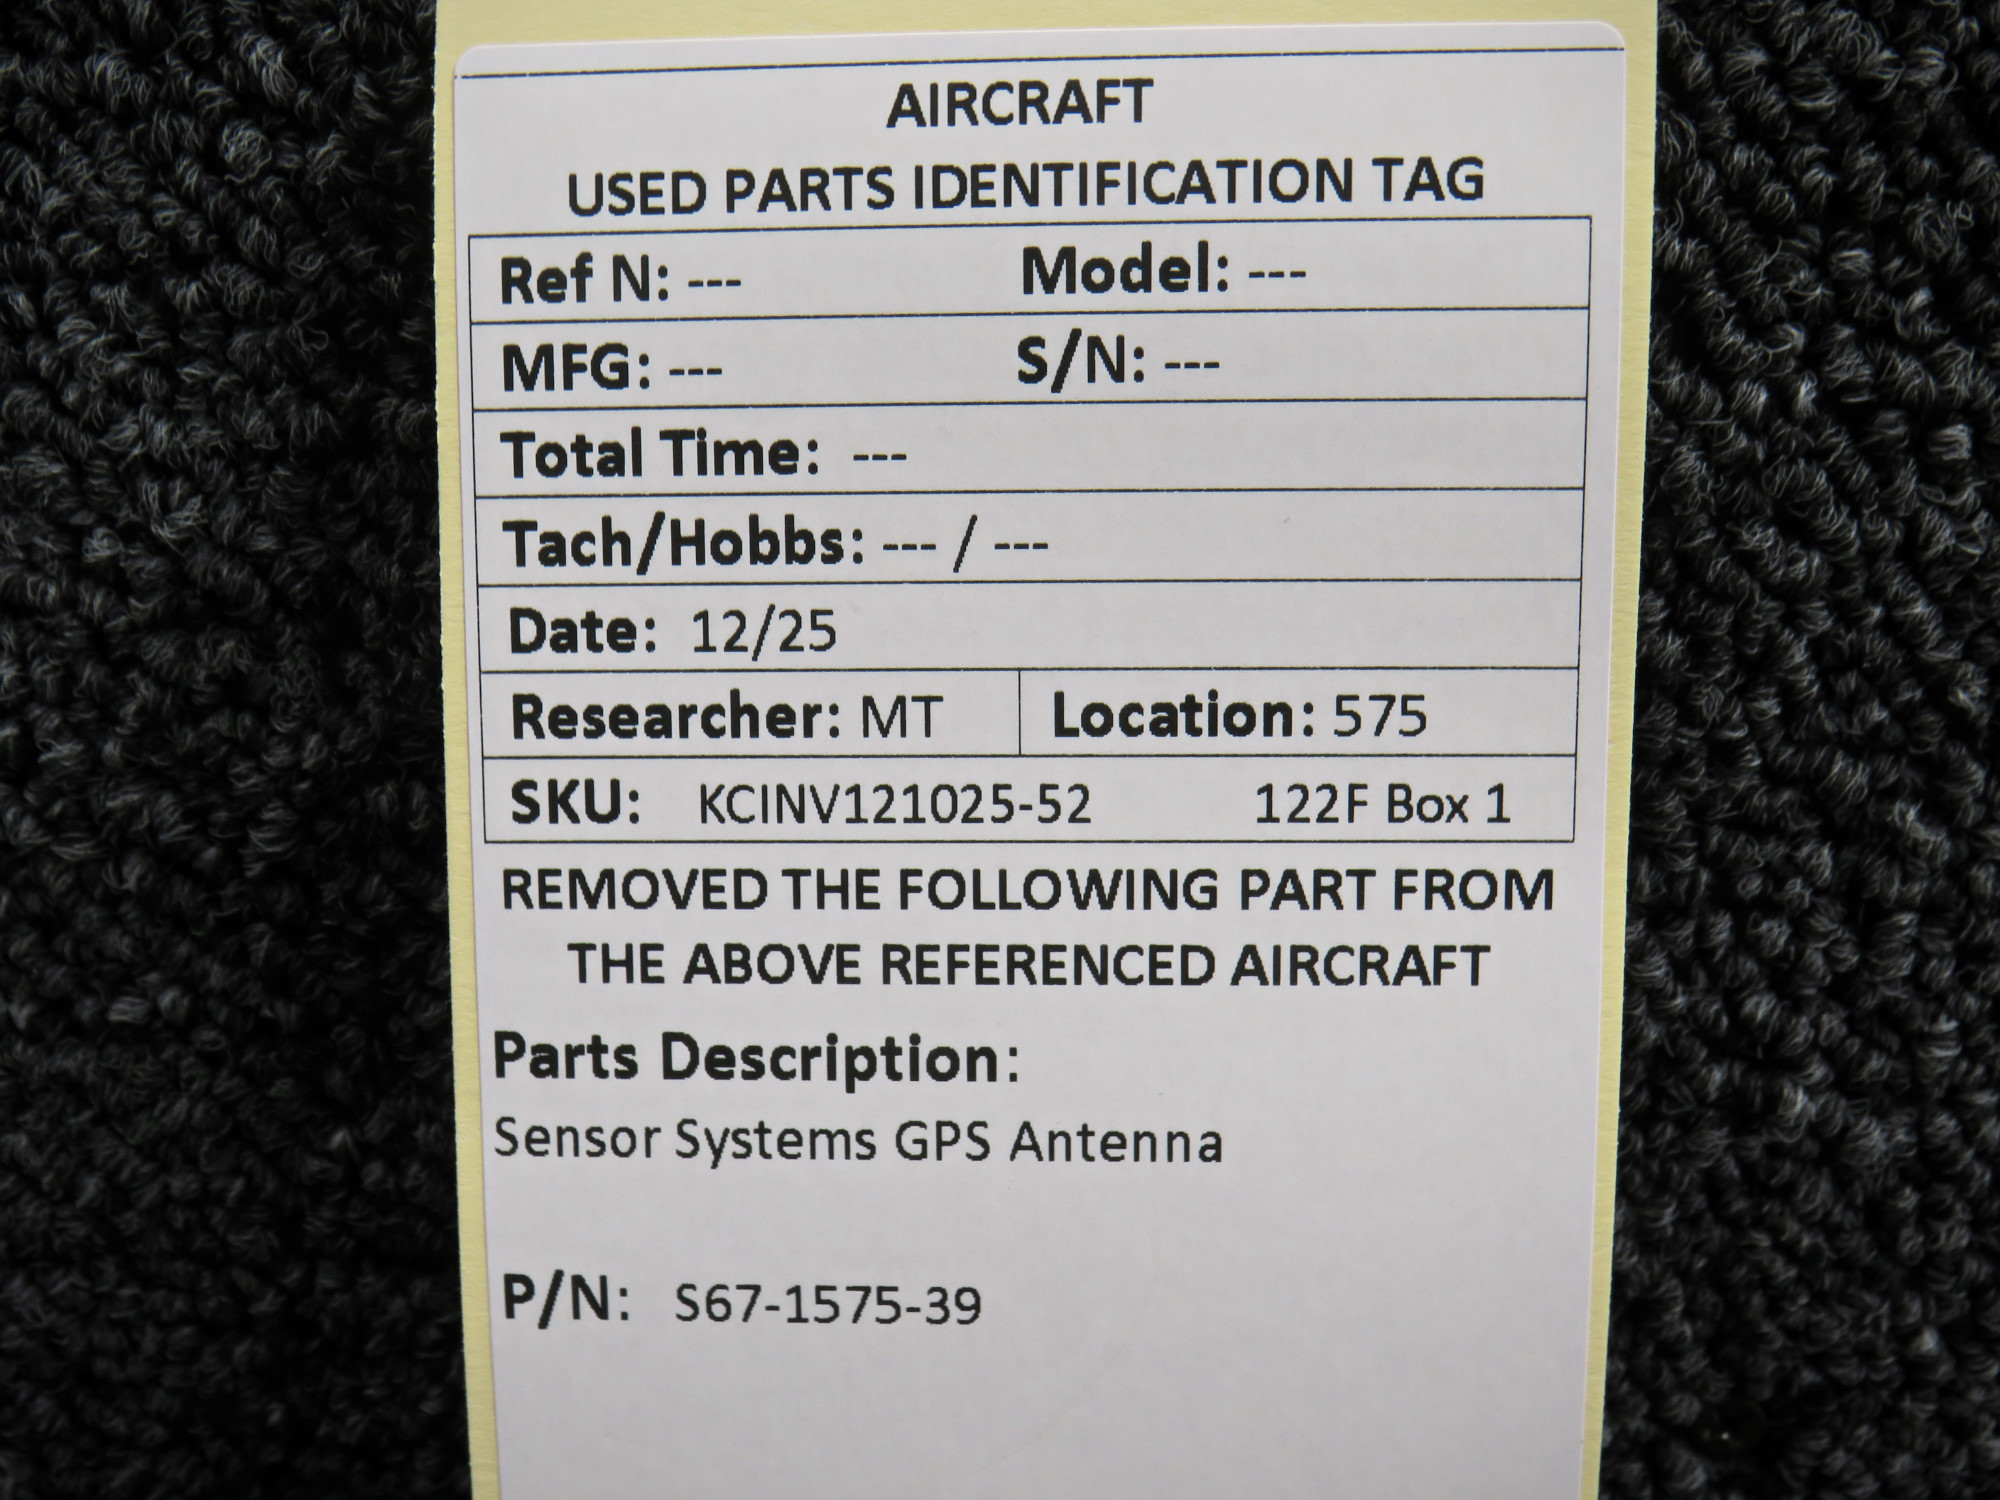 AIRCRAFT
USED PARTS IDENTIFICATION TAG
Ref N: --- Model: ---
MFG: --- S/N: ---
Total Time: ---
Tach/Hobbs: --- / ---
Date: 12/25
Researcher: MT Location: 575
SKU: KCINV121025-52 122F Box 1
REMOVED THE FOLLOWING PART FROM
THE ABOVE REFERENCED AIRCRAFT
Parts Description:
Sensor Systems GPS Antenna
P/N: S67-1575-39